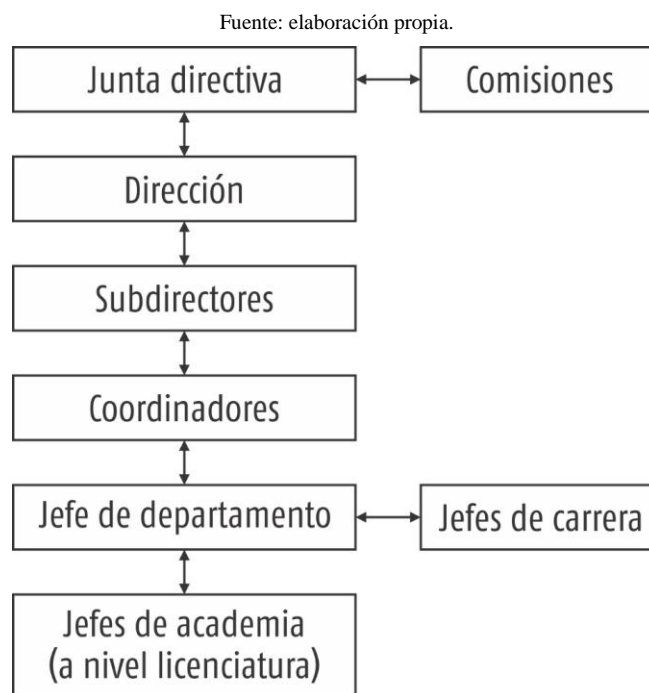 Fuente: elaboración propia.
Junta directiva
Comisiones
Dirección
Subdirectores
Coordinadores
Jefe de departamento
Jefes de carrera
Jefes de academia
(a nivel licenciatura)